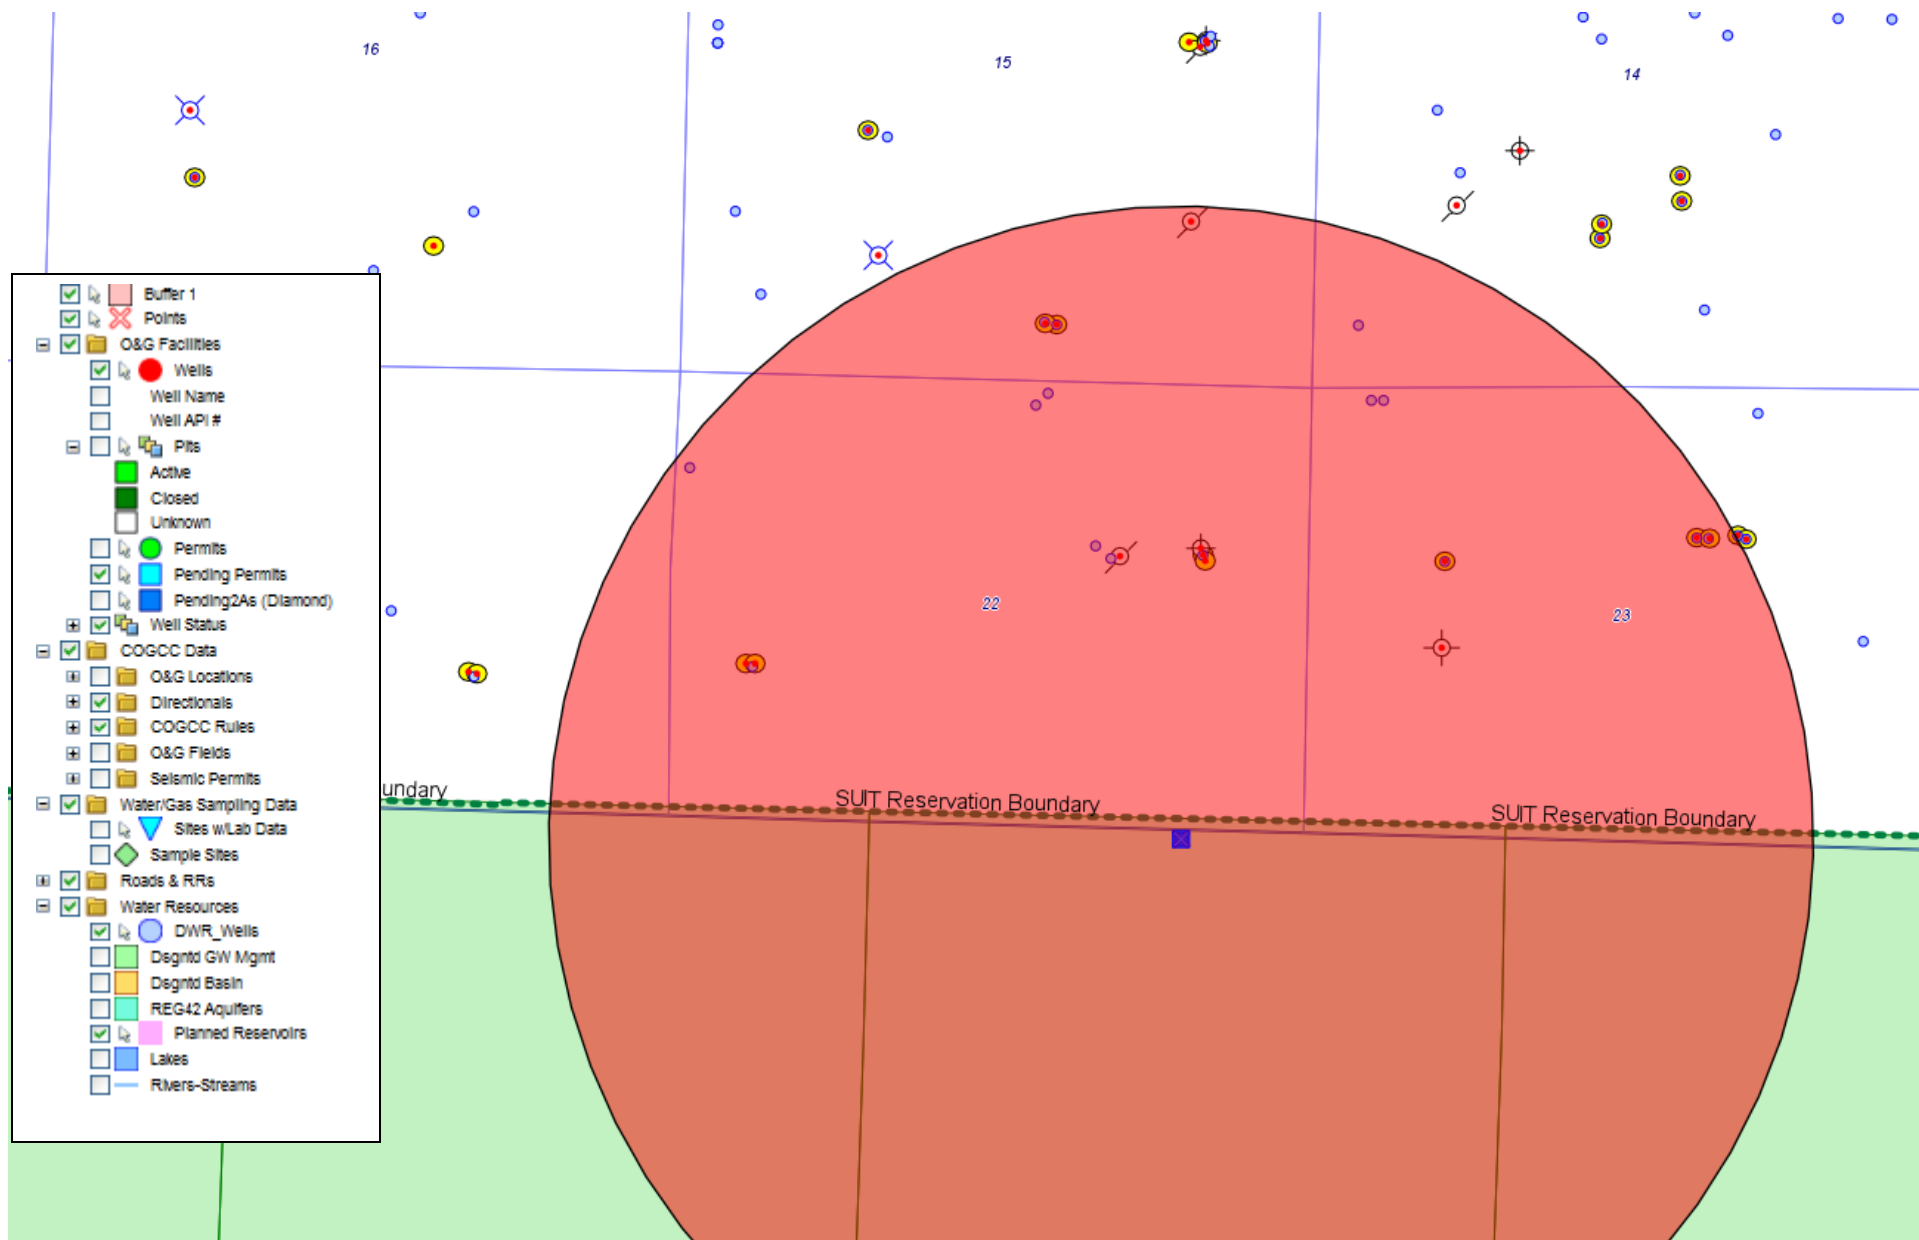 16
15
14
Buffer 1
Points
O&G Facilities
Wells
Well Name
Well API #
Pits
Active
Closed
Unknown
Permits
Pending Permits
Pending2As (Diamond)
22
23
Well Status
COGCC Data
O&G Locations
Directionals
COGCC Rules
O&G Fields
Seismic Permits
undary
SUIT Reservation Boundary
SUIT Reservation Boundary
Water/Gas Sampling Data
Sites w/Lab Data
Sample Sites
Roads & RRs
Water Resources
DWR_Wells
Dsgntd GW Mgmt
Dsgntd Basin
REG42 Aquifers
Planned Reservoirs
Lakes
Rivers-Streams